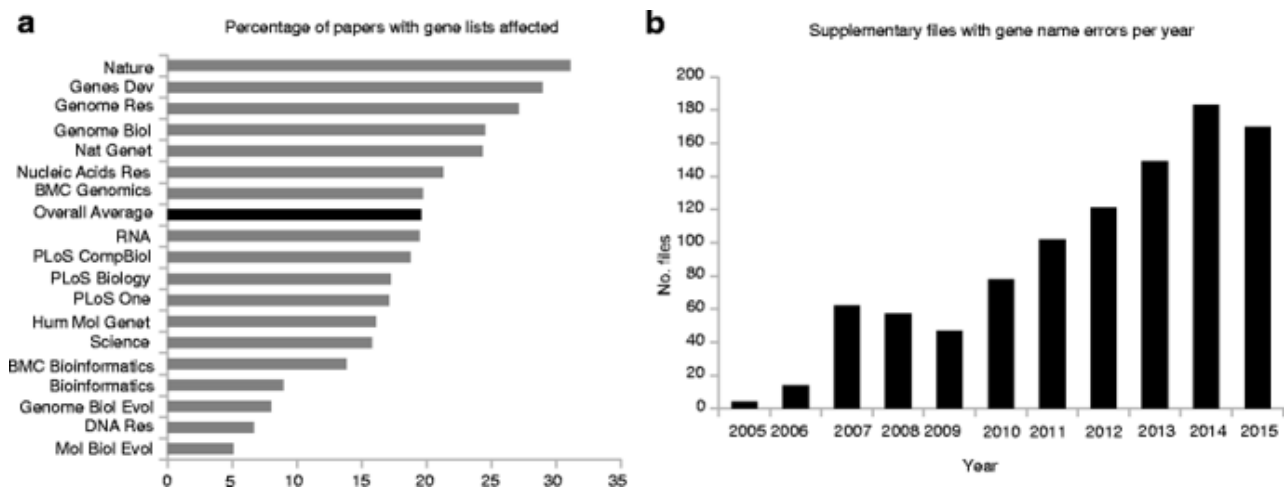 a
Percentage of papers with gene lists affected
Nature
Genes Dev
Genome Res
Genome Biol
Nat Genet
Nucleic Acids Res
BMC Genomics
Overall Average
RNA
PLoS CompBiol
PLoS Biology
PLoS One
Hum Mol Genet
Science
BMC Bioinformatics
Bioinformatics
Genome Biol Evol
DNA Res
Mol Biol Evol
0 5 10 15 20 25 30 35
b
Supplementary files with gene name errors per year
No. files
200
180
160
140
120
100
80
60
40
20
0
2005 2006 2007 2008 2009 2010 2011 2012 2013 2014 2015
Year